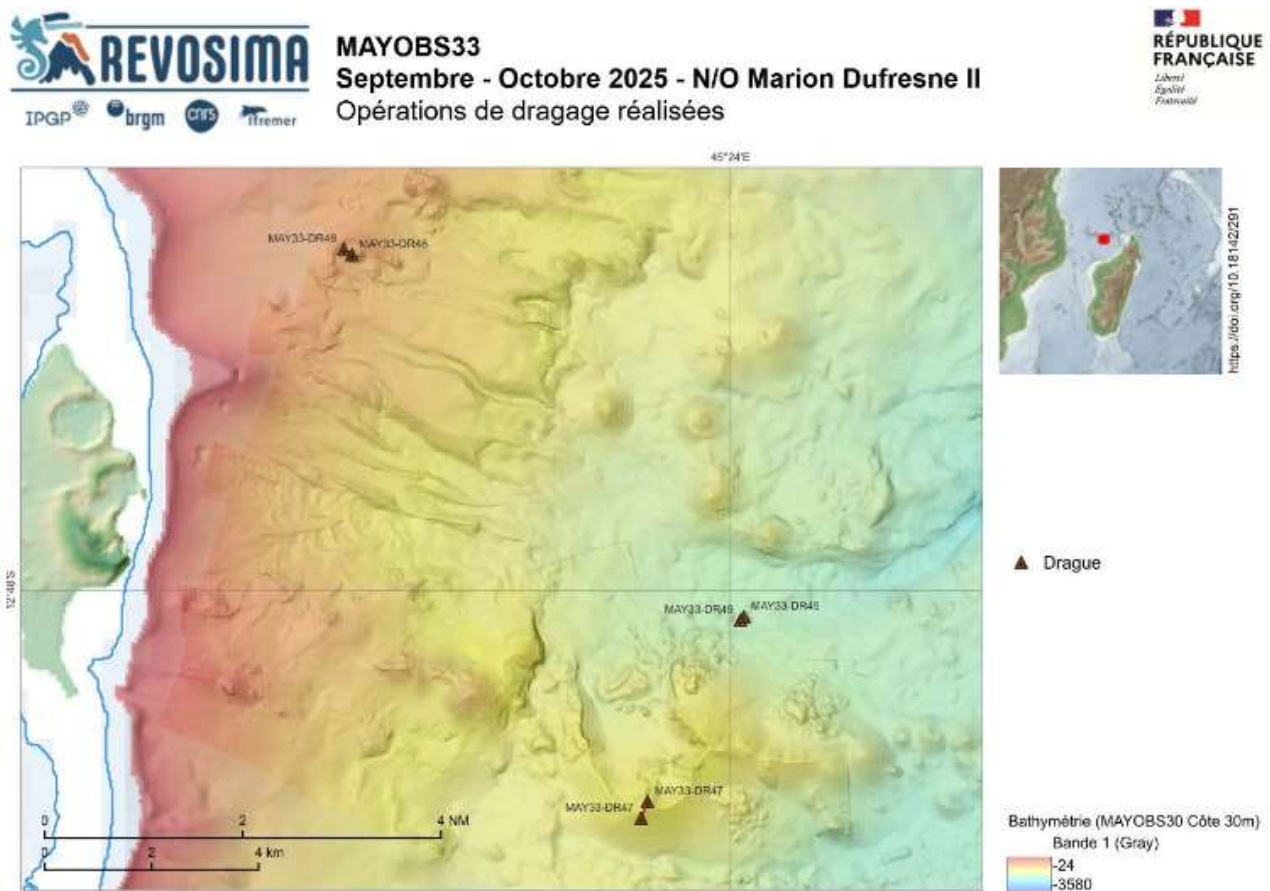 REVOSIMA
IPGP brgm cnrs Ifremer
MAYOBS33
Septembre - Octobre 2025 - N/O Marion Dufresne II
Opérations de dragage réalisées
RÉPUBLIQUE
FRANÇAISE
Liberté
Égalité
Fraternité
45°24'E
https://doi.org/10.18142/291
12°48'S
MAY33-DR48
MAY33-DR48
Drague
MAY33-DR49
MAY33-DR49
MAY33-DR47
MAY33-DR47
0 2 4 NM
0 2 4 km
Bathymétrie (MAYOBS30 Côte 30m)
Bande 1 (Gray)
-24
-3580